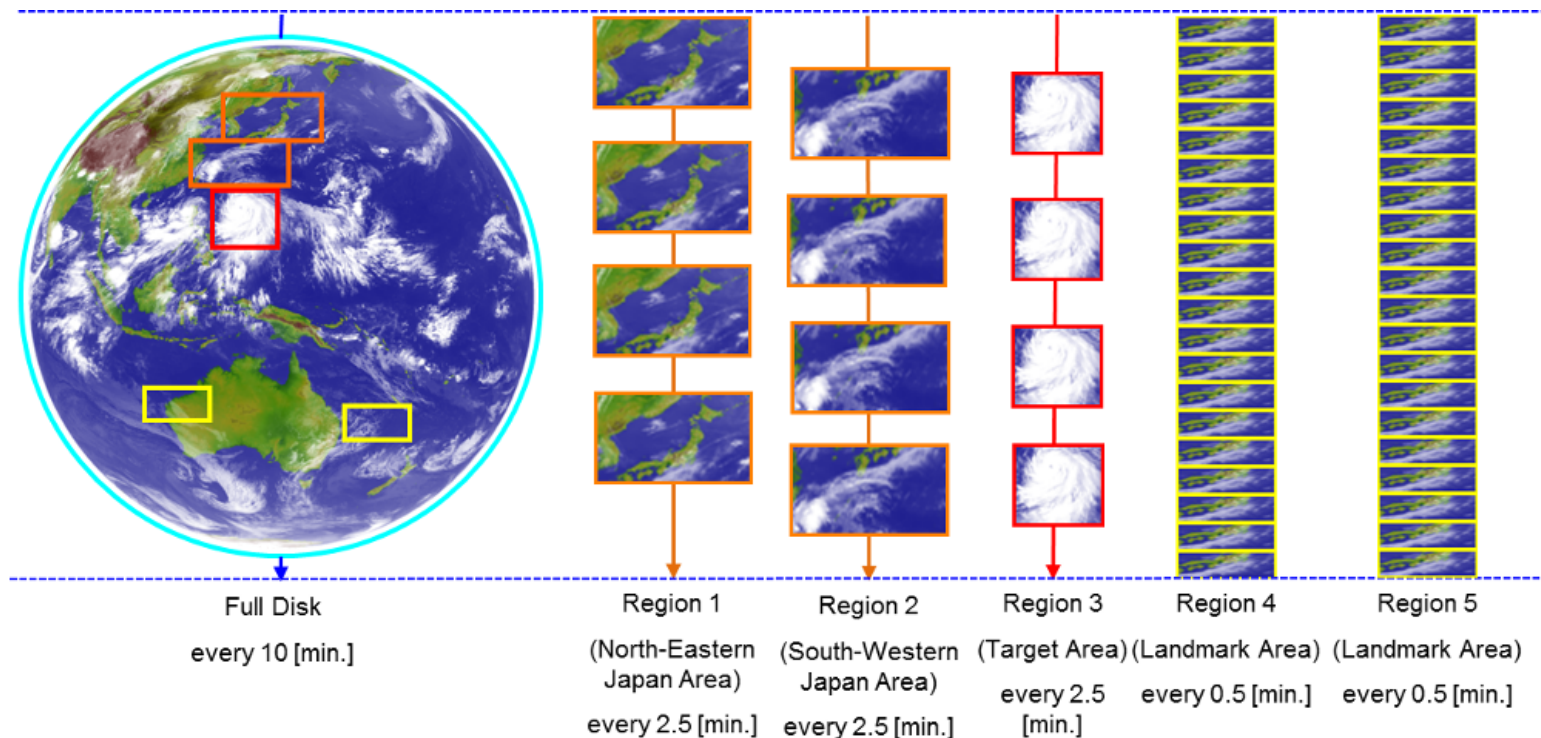 Full Disk
every 10 [min.]
Region 1
(North-Eastern
Japan Area)
every 2.5 [min.]
Region 2
(South-Western
Japan Area)
every 2.5 [min.]
Region 3
(Target Area)
every 2.5
[min.]
Region 4
(Landmark Area)
every 0.5 [min.]
Region 5
(Landmark Area)
every 0.5 [min.]